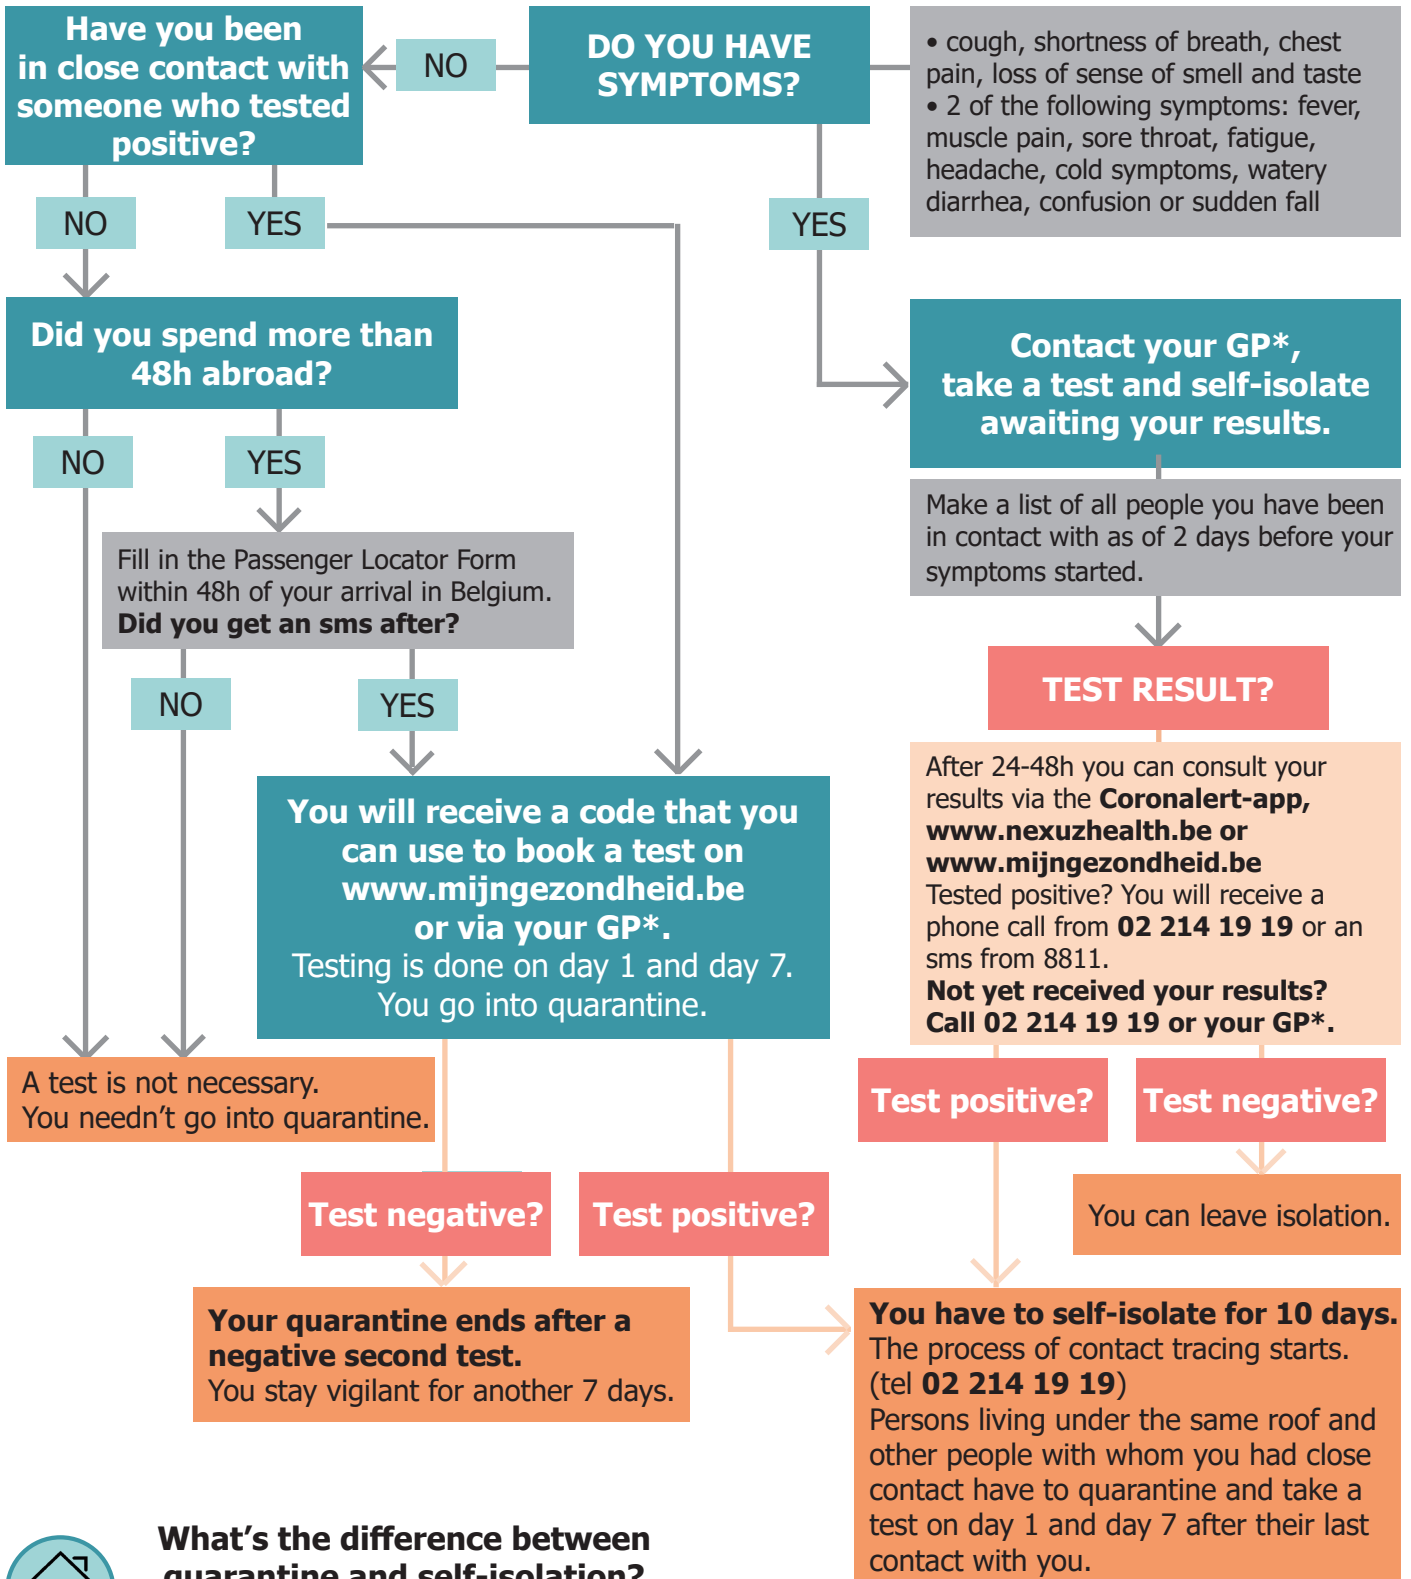 Have you been
in close contact with
someone who tested
positive?
NO
DO YOU HAVE
SYMPTOMS?
• cough, shortness of breath, chest
pain, loss of sense of smell and taste
• 2 of the following symptoms: fever,
muscle pain, sore throat, fatigue,
headache, cold symptoms, watery
diarrhea, confusion or sudden fall
NO
YES
YES
Did you spend more than
48h abroad?
Contact your GP*,
take a test and self-isolate
awaiting your results.
NO
YES
Make a list of all people you have been
in contact with as of 2 days before your
symptoms started.
Fill in the Passenger Locator Form
within 48h of your arrival in Belgium.
Did you get an sms after?
NO
YES
TEST RESULT?
After 24-48h you can consult your
results via the Coronalert-app,
www.nexuzhealth.be or
www.mijngezondheid.be
Tested positive? You will receive a
phone call from 02 214 19 19 or an
sms from 8811.
Not yet received your results?
Call 02 214 19 19 or your GP*.
You will receive a code that you
can use to book a test on
www.mijngezondheid.be
or via your GP*.
Testing is done on day 1 and day 7.
You go into quarantine.
A test is not necessary.
You needn't go into quarantine.
Test positive?
Test negative?
Test negative?
Test positive?
You can leave isolation.
Your quarantine ends after a
negative second test.
You stay vigilant for another 7 days.
You have to self-isolate for 10 days.
The process of contact tracing starts.
(tel 02 214 19 19)
Persons living under the same roof and
other people with whom you had close
contact have to quarantine and take a
test on day 1 and day 7 after their last
contact with you.
What's the difference between
quarantine and self-isolation?